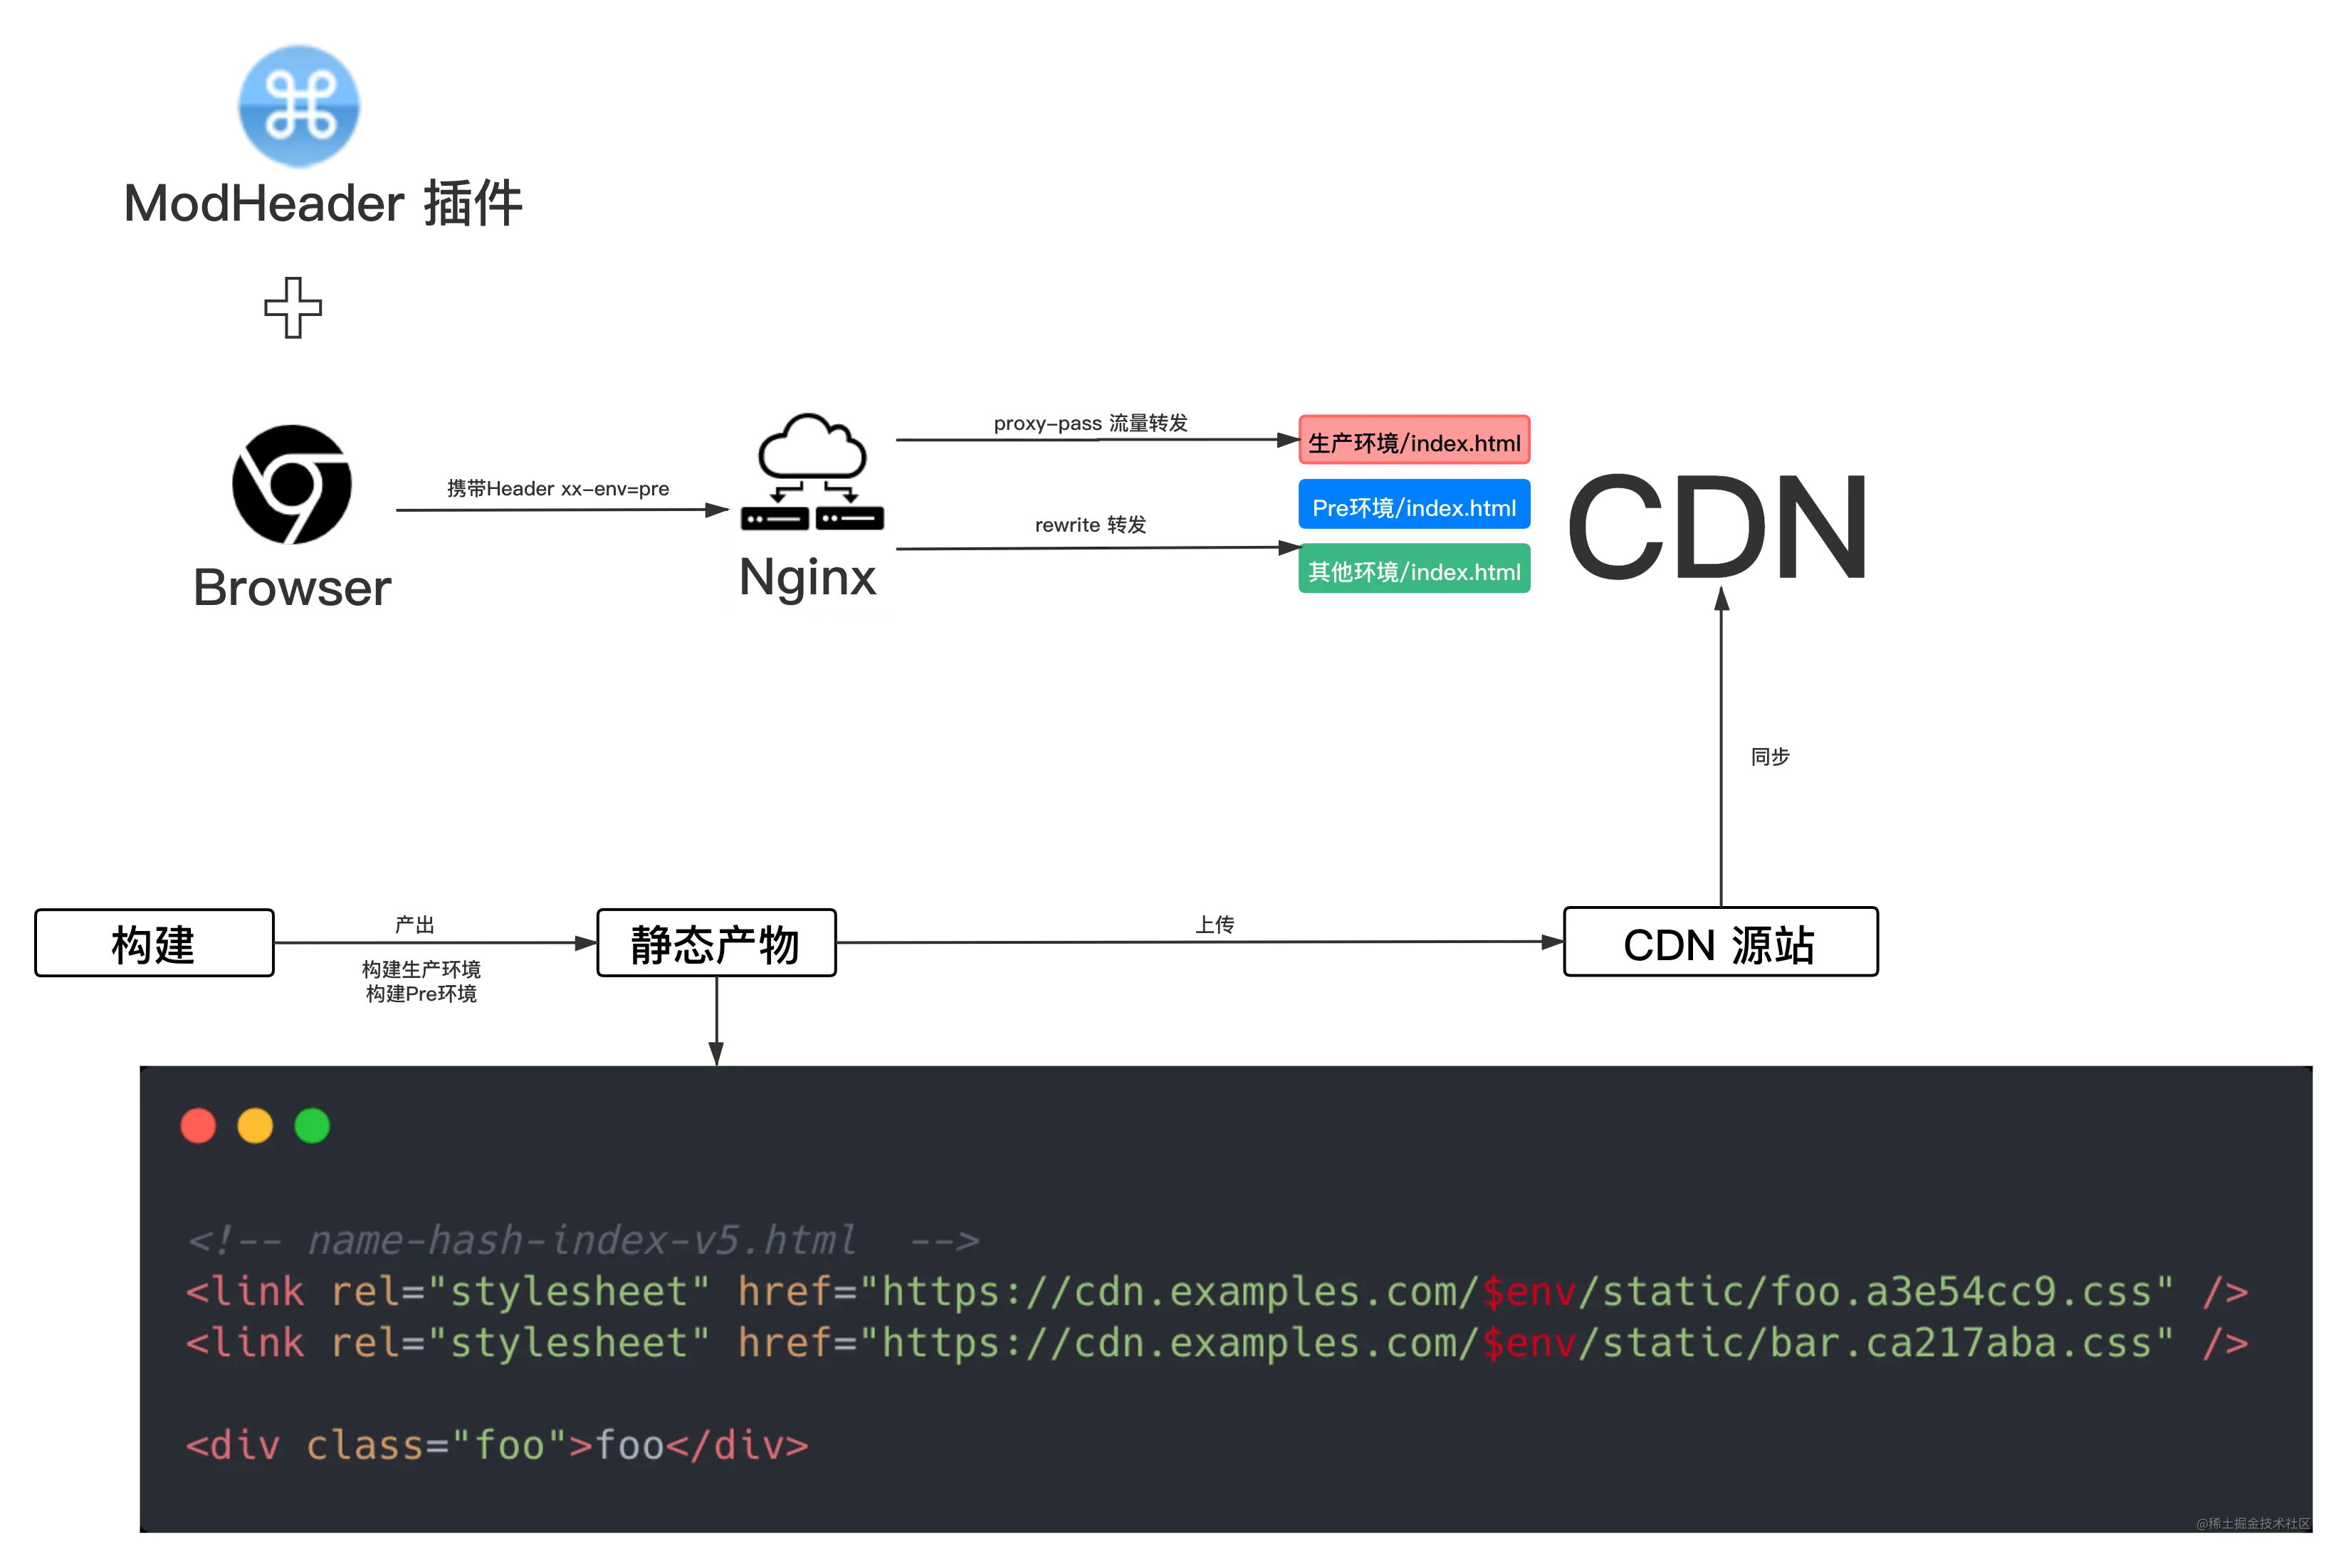 ModHeader 插件
携带Header xx-env=pre
Browser
Nginx
proxy-pass 流量转发
rewrite 转发
生产环境/index.html
Pre环境/index.html
其他环境/index.html
CDN
同步
构建
产出
构建生产环境
构建Pre环境
静态产物
上传
CDN 源站
<!-- name-hash-index-v5.html  -->
<link rel="stylesheet" href="https://cdn.examples.com/$env/static/foo.a3e54cc9.css" />
<link rel="stylesheet" href="https://cdn.examples.com/$env/static/bar.ca217aba.css" />
<div class="foo">foo</div>
@稀土掘金技术社区